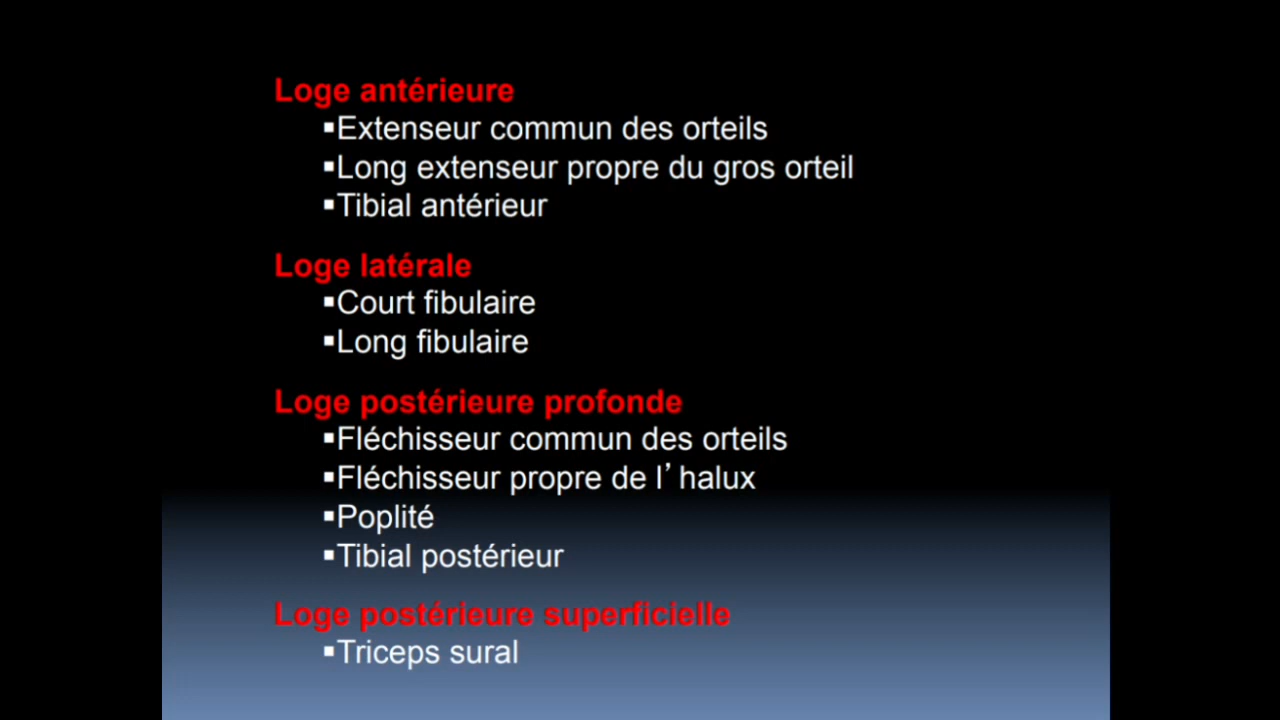 Loge antérieure
▪Extenseur commun des orteils
▪Long extenseur propre du gros orteil
▪Tibial antérieur
Loge latérale
▪Court fibulaire
▪Long fibulaire
Loge postérieure profonde
▪Fléchisseur commun des orteils
▪Fléchisseur propre de l’halux
▪Poplité
▪Tibial postérieur
Loge postérieure superficielle
▪Triceps sural